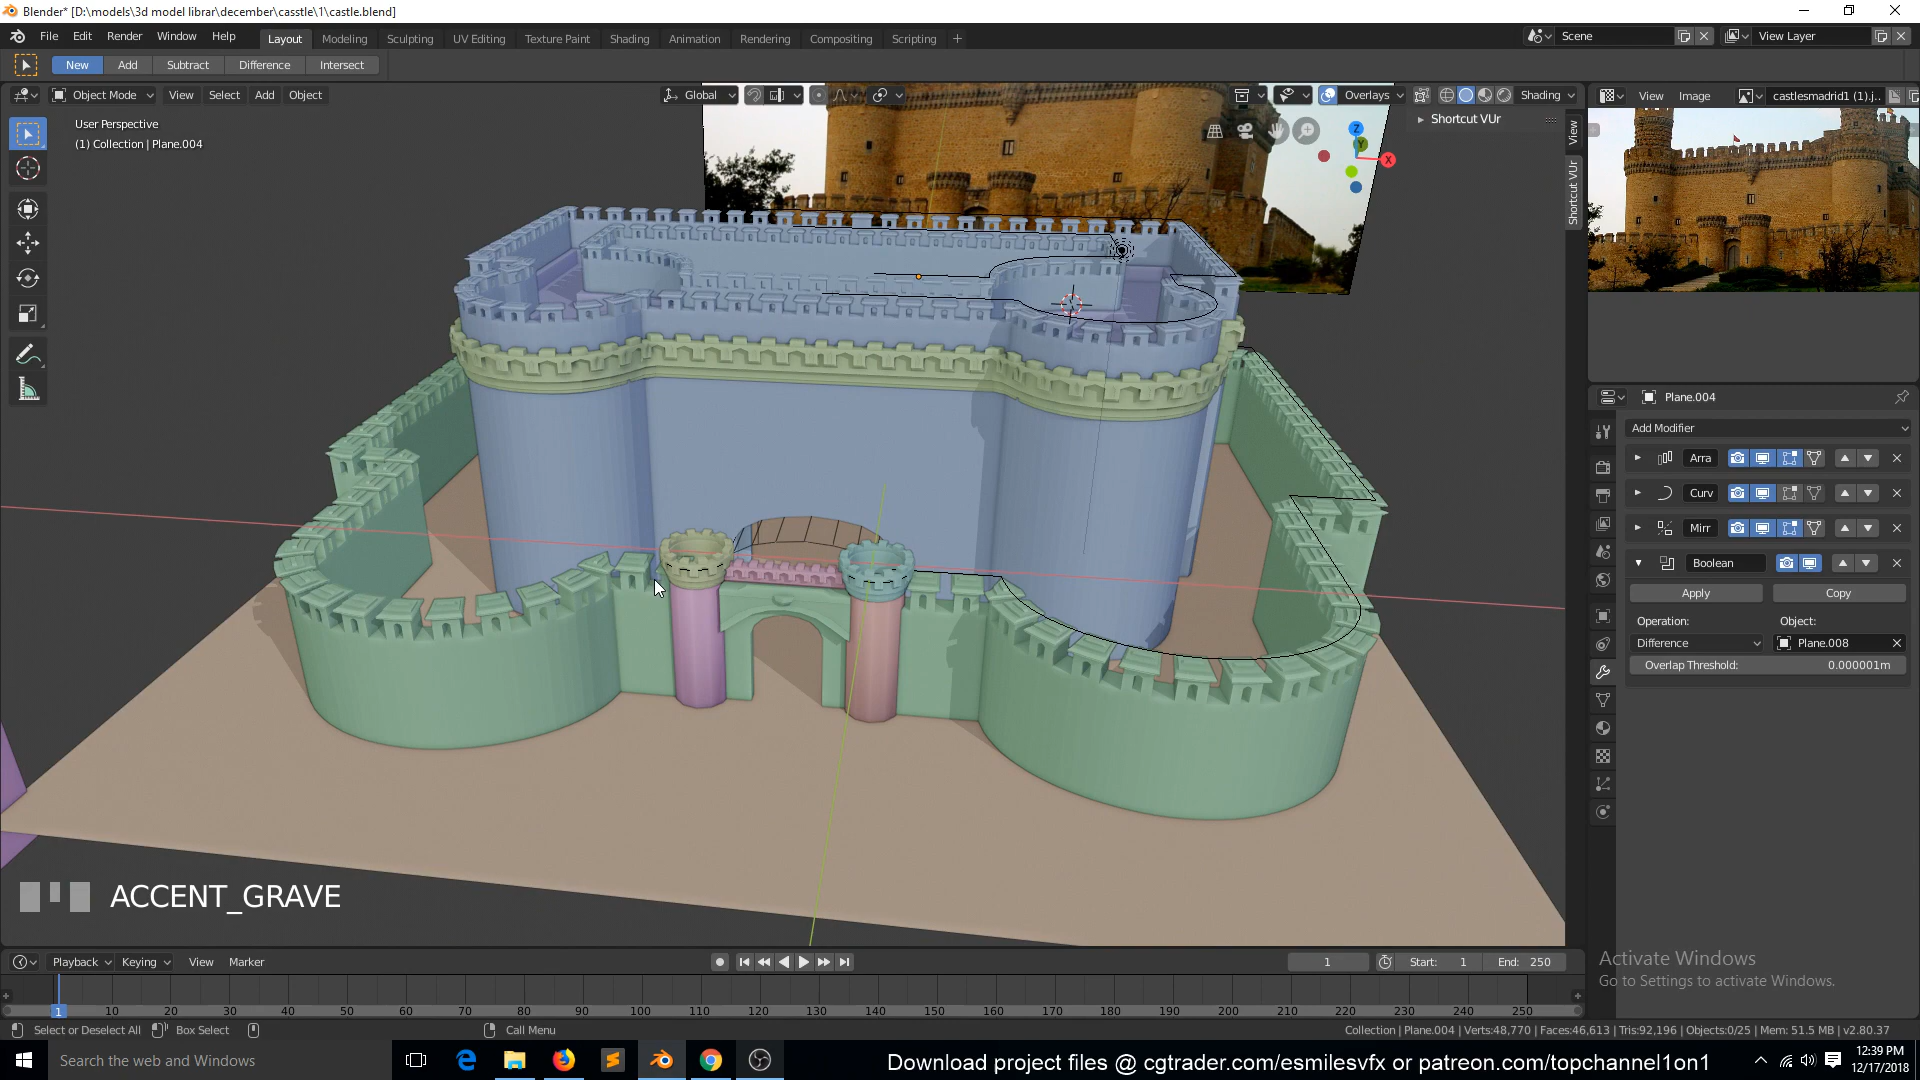 Blender* [D:\models\3d model librar\december\casstle\1\castle.blend]
File Edit Render Window Help Layout Modeling Sculpting UV Editing Texture Paint Shading Animation Rendering Compositing Scripting + Scene View Layer
New Add Subtract Difference Intersect
Object Mode View Select Add Object Global Overlays Shading View Image castlesmadrid1 (1).j..
User Perspective
(1) Collection | Plane.004
Shortcut VUr
View
Shortcut VUr
Z
Y
X
Plane.004
Add Modifier
Arra
Curv
Mirr
Boolean
Apply Copy
Operation: Object:
Difference Plane.008
Overlap Threshold: 0.000001m
ACCENT_GRAVE
Activate Windows
Go to Settings to activate Windows.
Playback Keying View Marker 1 Start: 1 End: 250
1 10 20 30 40 50 60 70 80 90 100 110 120 130 140 150 160 170 180 190 200 210 220 230 240 250
Select or Deselect All Box Select Call Menu Collection | Plane.004 | Verts:48,770 | Faces:46,613 | Tris:92,196 | Objects:0/25 | Mem: 51.5 MB | v2.80.37
Search the web and Windows
Download project files @ cgtrader.com/esmilesvfx or patreon.com/topchannel1on1
12:39 PM
12/17/2018